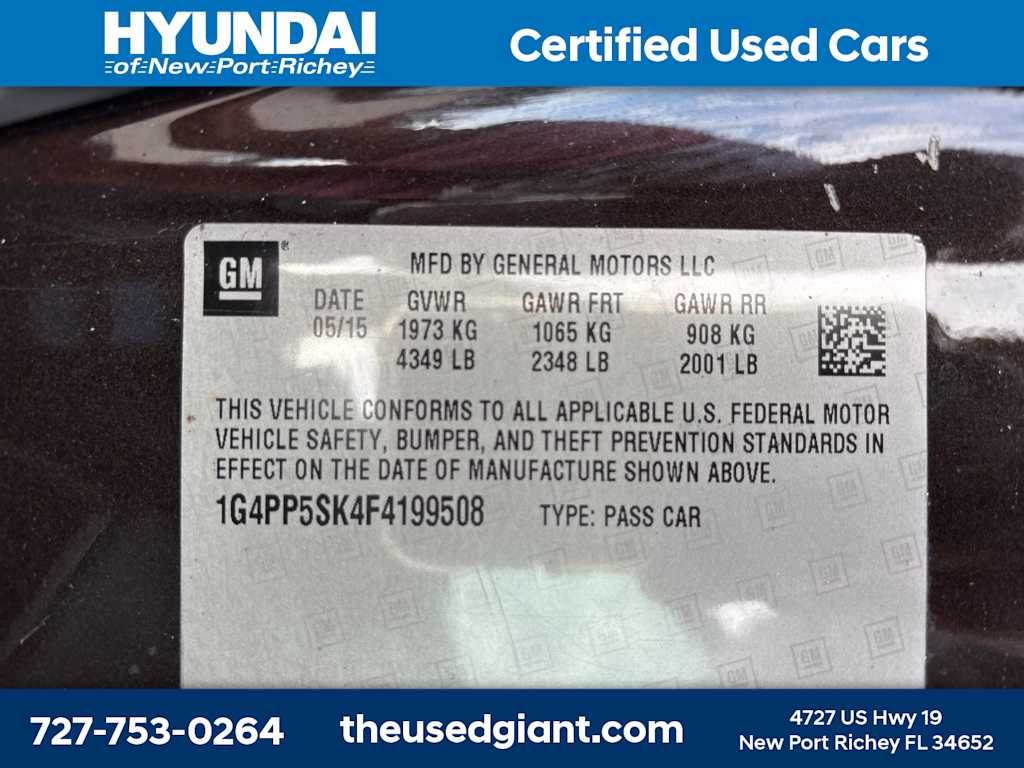 HYUNDAI
of New Port Richey
Certified Used Cars
GM®
MFD BY GENERAL MOTORS LLC
DATE GVWR GAWR FRT GAWR RR
05/15 1973 KG 1065 KG 908 KG
4349 LB 2348 LB 2001 LB
THIS VEHICLE CONFORMS TO ALL APPLICABLE U.S. FEDERAL MOTOR
VEHICLE SAFETY, BUMPER, AND THEFT PREVENTION STANDARDS IN
EFFECT ON THE DATE OF MANUFACTURE SHOWN ABOVE.
1G4PP5SK4F4199508 TYPE: PASS CAR
727-753-0264
theusedgiant.com
4727 US Hwy 19
New Port Richey FL 34652